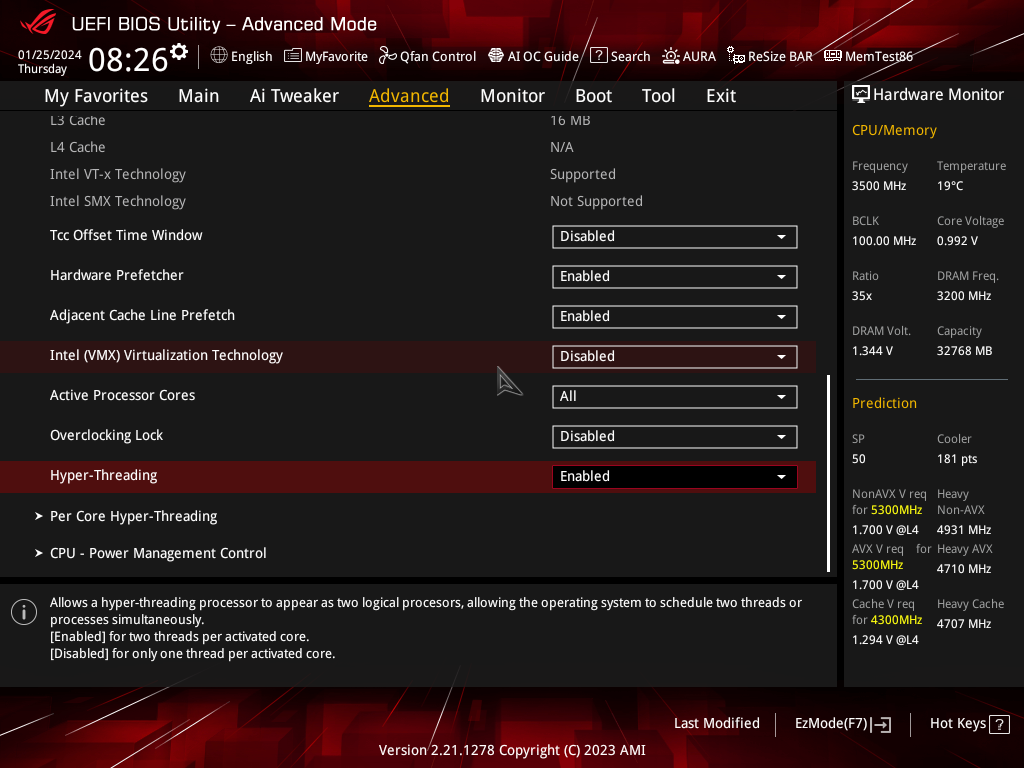 UEFI BIOS Utility – Advanced Mode
01/25/2024
Thursday
08:26
English
MyFavorite
Qfan Control
AI OC Guide
? Search
AURA
ReSize BAR
MemTest86
My Favorites
Main
Ai Tweaker
Advanced
Monitor
Boot
Tool
Exit
L3 Cache 16 MB
L4 Cache N/A
Intel VT-x Technology Supported
Intel SMX Technology Not Supported
Tcc Offset Time Window Disabled
Hardware Prefetcher Enabled
Adjacent Cache Line Prefetch Enabled
Intel (VMX) Virtualization Technology Disabled
Active Processor Cores All
Overclocking Lock Disabled
Hyper-Threading Enabled
Per Core Hyper-Threading
CPU - Power Management Control
Allows a hyper-threading processor to appear as two logical procesors, allowing the operating system to schedule two threads or
processes simultaneously.
[Enabled] for two threads per activated core.
[Disabled] for only one thread per activated core.
Hardware Monitor
CPU/Memory
Frequency Temperature
3500 MHz 19°C
BCLK Core Voltage
100.00 MHz 0.992 V
Ratio DRAM Freq.
35x 3200 MHz
DRAM Volt. Capacity
1.344 V 32768 MB
Prediction
SP Cooler
50 181 pts
NonAVX V req Heavy
for 5300MHz Non-AVX
1.700 V @L4 4931 MHz
AVX V req for Heavy AVX
5300MHz 4710 MHz
1.700 V @L4
Cache V req Heavy Cache
for 4300MHz 4707 MHz
1.294 V @L4
Last Modified
EzMode(F7)
Hot Keys ?
Version 2.21.1278 Copyright (C) 2023 AMI